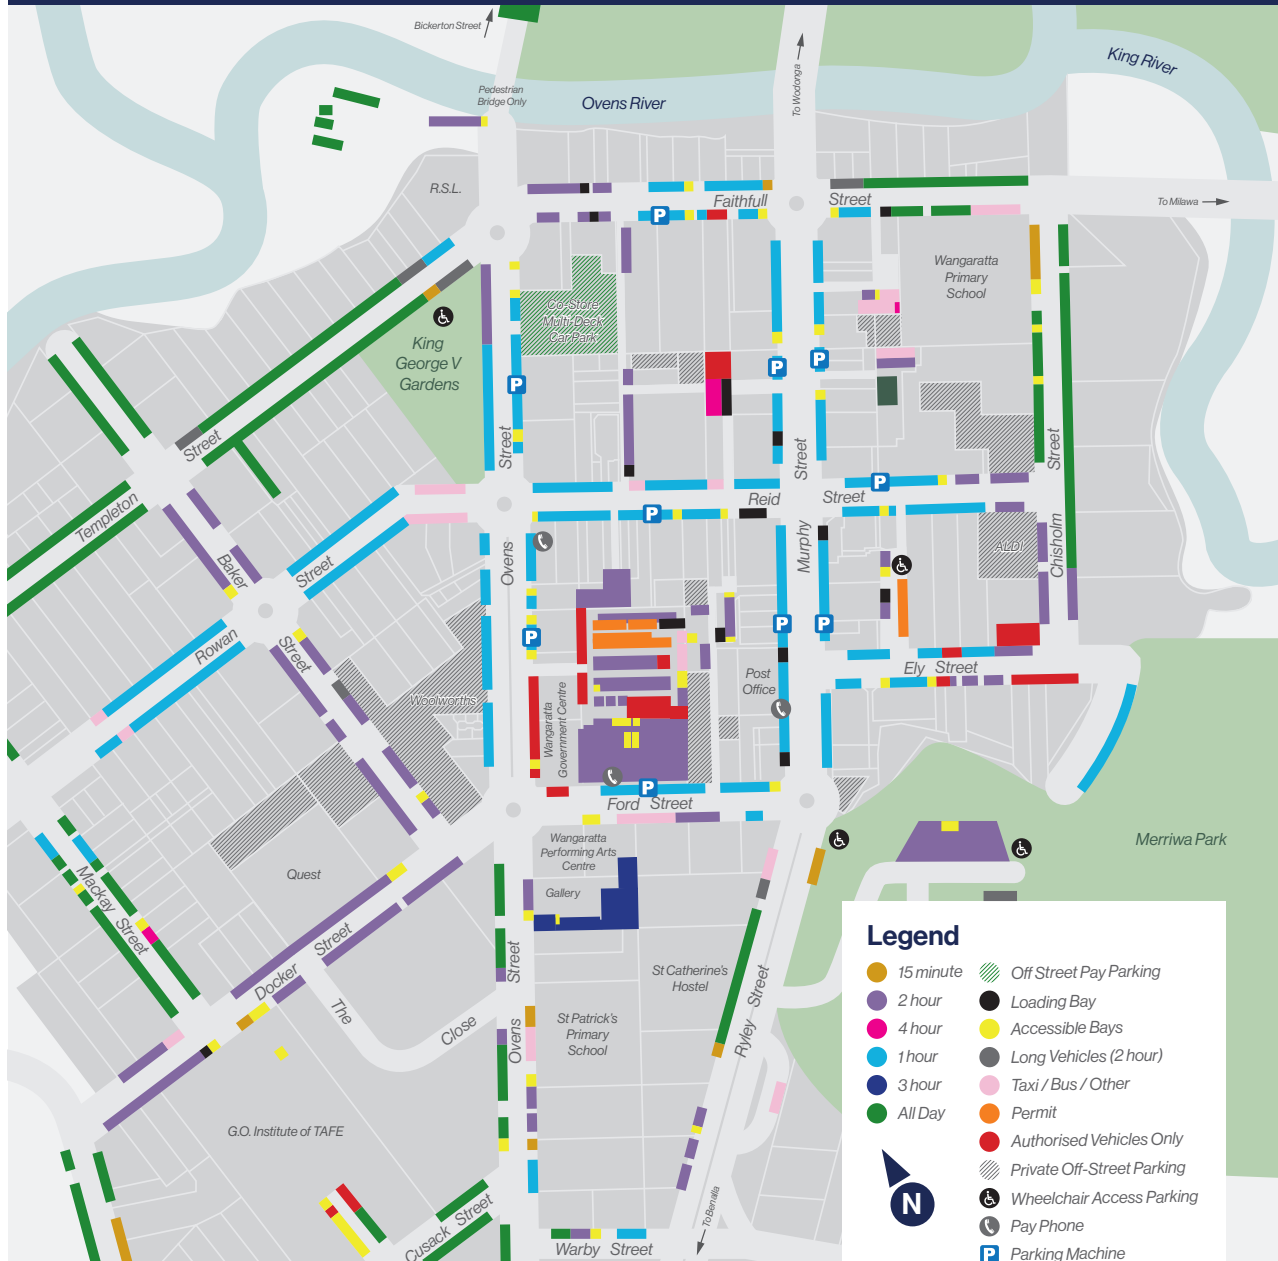 Bickerton Street
To Wodonga
King River
Pedestrian
Bridge Only
Ovens River
R.S.L.
Faithfull
Street
To Milawa
Wangaratta
Primary
School
Co-Store
Multi-Deck
Car Park
King
George V
Gardens
Street
Street
Street
Street
Street
Templeton
Reid
Street
Baker
Street
Ovens
Murphy
ALDI
Chisholm
Rowan
Street
Ely Street
Post
Office
Woolworths
Wangaratta
Government Centre
Ford Street
Wangaratta
Performing Arts
Centre
Merriwa Park
Quest
Gallery
Mackay Street
Street
Docker
Street
St Catherine's
Hostel
Street
The
Close
Ovens
St Patrick's
Primary
School
Ryley
G.O. Institute of TAFE
To Benalla
Cusack Street
Warby Street
P
P
P
P
P
P
P
P
P
P
Legend
15 minute
2 hour
4 hour
1 hour
3 hour
All Day
N
Off Street Pay Parking
Loading Bay
Accessible Bays
Long Vehicles (2 hour)
Taxi / Bus / Other
Permit
Authorised Vehicles Only
Private Off-Street Parking
Wheelchair Access Parking
Pay Phone
P Parking Machine